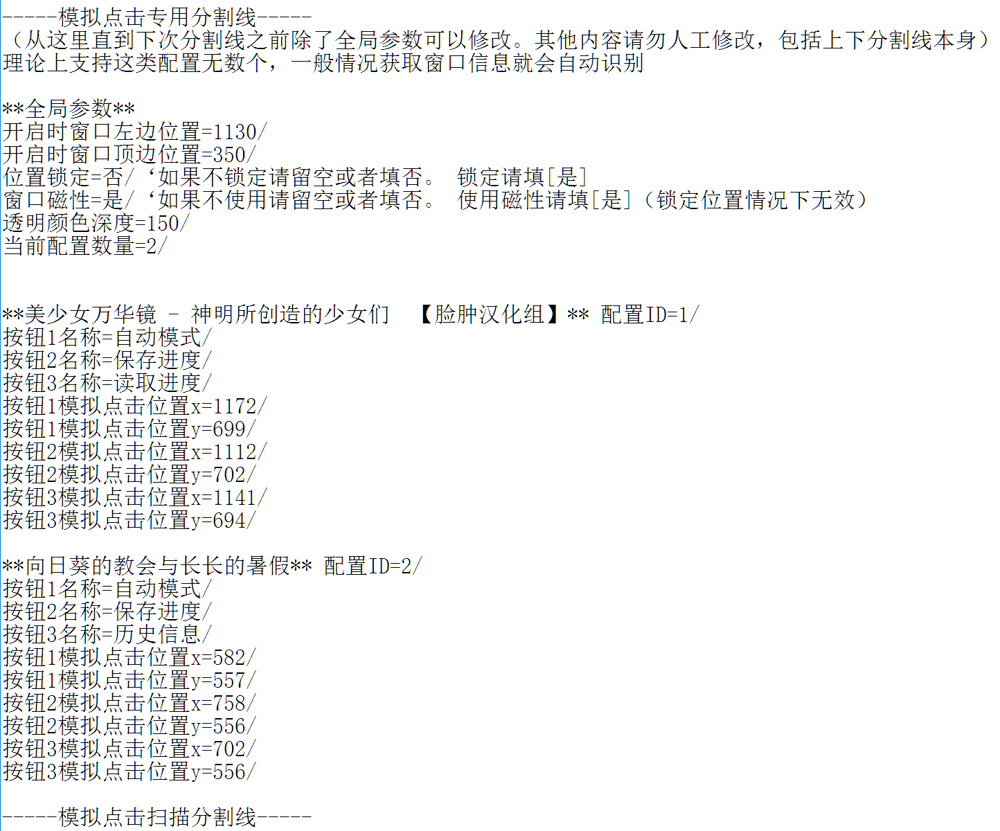 -----模拟点击专用分割线-----
（从这里直到下次分割线之前除了全局参数可以修改。其他内容请勿人工修改，包括上下分割线本身）
理论上支持这类配置无数个，一般情况获取窗口信息就会自动识别
**全局参数**
开启时窗口左边位置=1130/
开启时窗口顶边位置=350/
位置锁定=否/‘如果不锁定请留空或者填否。 锁定请填[是]
窗口磁性=是/‘如果不使用请留空或者填否。 使用磁性请填[是]（锁定位置情况下无效）
透明颜色深度=150/
当前配置数量=2/
**美少女万华镜 - 神明所创造的少女们 【脸肿汉化组】** 配置ID=1/
按钮1名称=自动模式/
按钮2名称=保存进度/
按钮3名称=读取进度/
按钮1模拟点击位置x=1172/
按钮1模拟点击位置y=699/
按钮2模拟点击位置x=1112/
按钮2模拟点击位置y=702/
按钮3模拟点击位置x=1141/
按钮3模拟点击位置y=694/
**向日葵的教会与长长的暑假** 配置ID=2/
按钮1名称=自动模式/
按钮2名称=保存进度/
按钮3名称=历史信息/
按钮1模拟点击位置x=582/
按钮1模拟点击位置y=557/
按钮2模拟点击位置x=758/
按钮2模拟点击位置y=556/
按钮3模拟点击位置x=702/
按钮3模拟点击位置y=556/
-----模拟点击扫描分割线-----